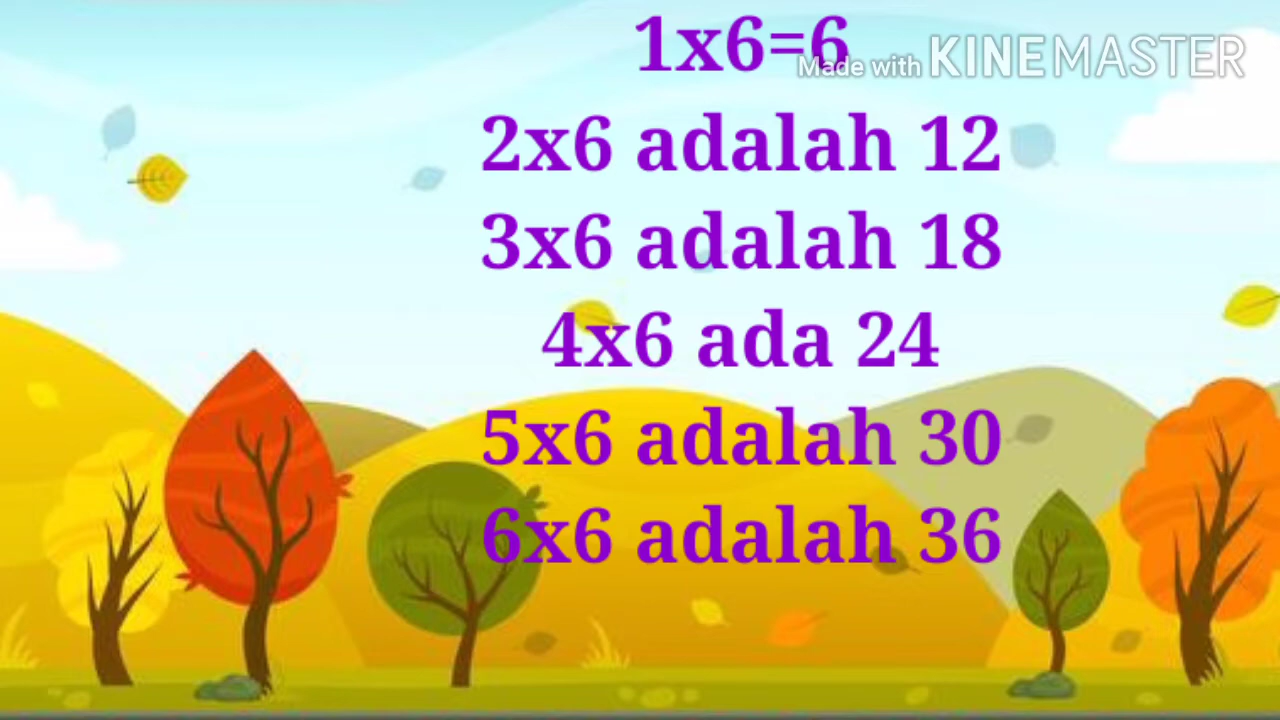 1x6=6
Made with KINEMASTER
2x6 adalah 12
3x6 adalah 18
4x6 ada 24
5x6 adalah 30
6x6 adalah 36